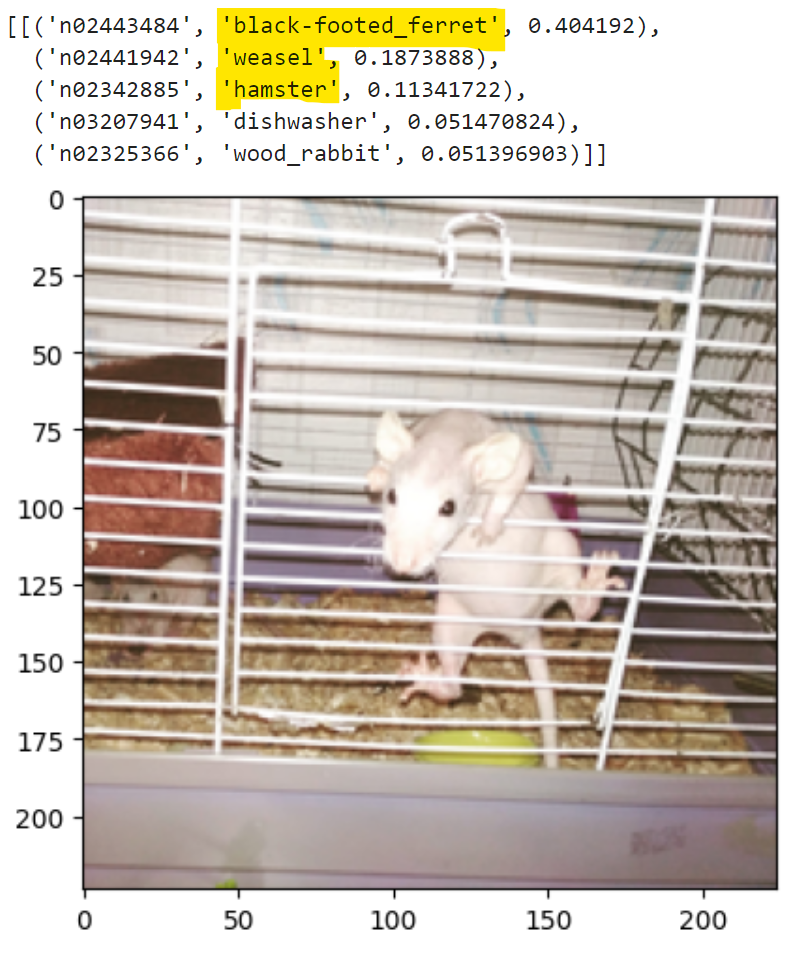 [[('n02443484', 'black-footed_ferret', 0.404192),
('n02441942', 'weasel', 0.1873888),
('n02342885', 'hamster', 0.11341722),
('n03207941', 'dishwasher', 0.051470824),
('n02325366', 'wood_rabbit', 0.051396903)]]
0
25
50
75
100
125
150
175
200
0 50 100 150 200